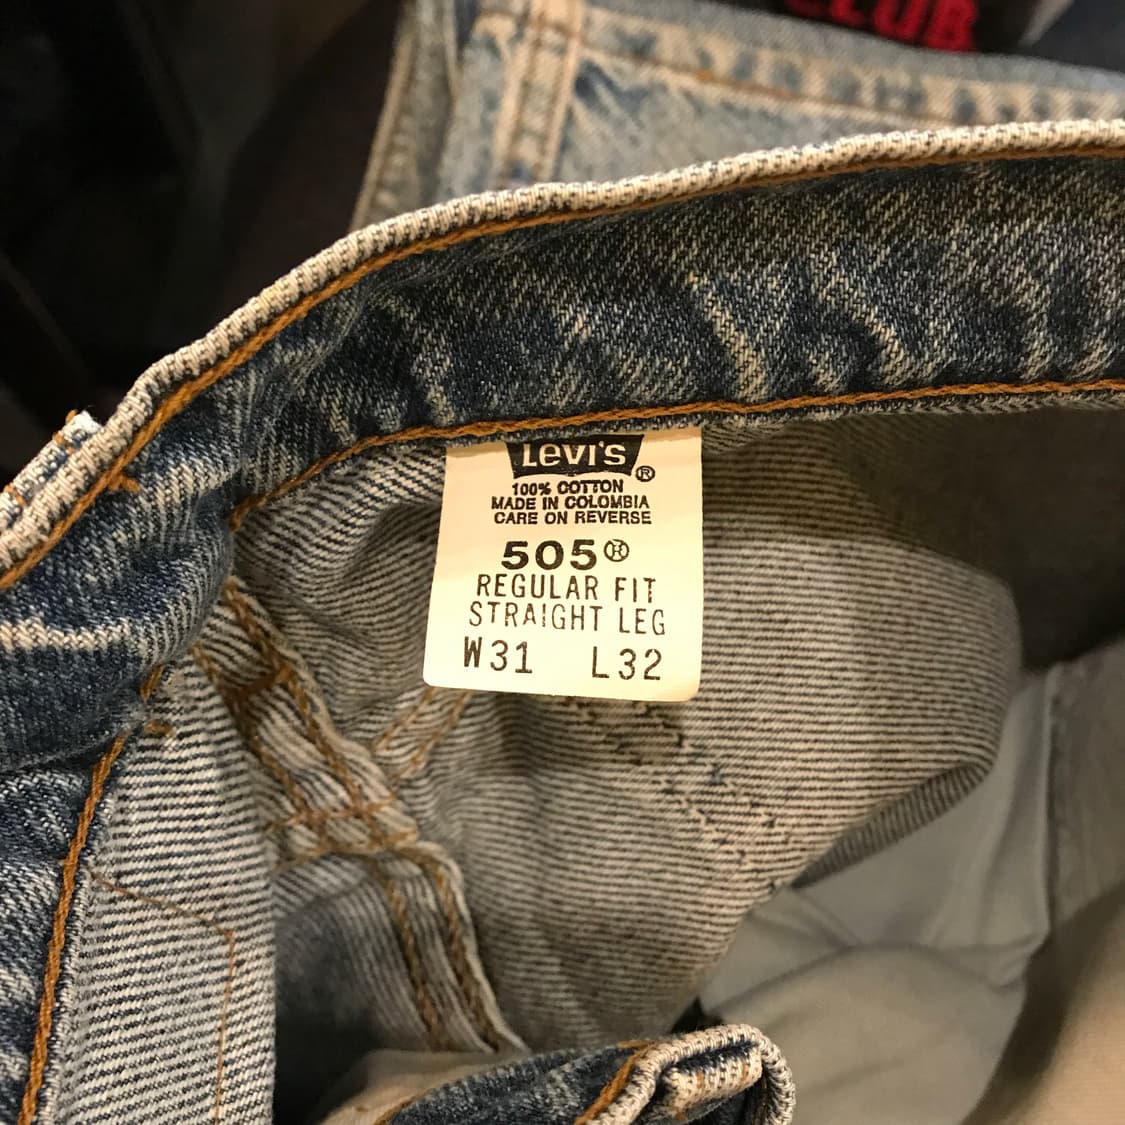 CLUB
Levi's ®
100% COTTON
MADE IN COLOMBIA
CARE ON REVERSE
505®
REGULAR FIT
STRAIGHT LEG
W31 L32